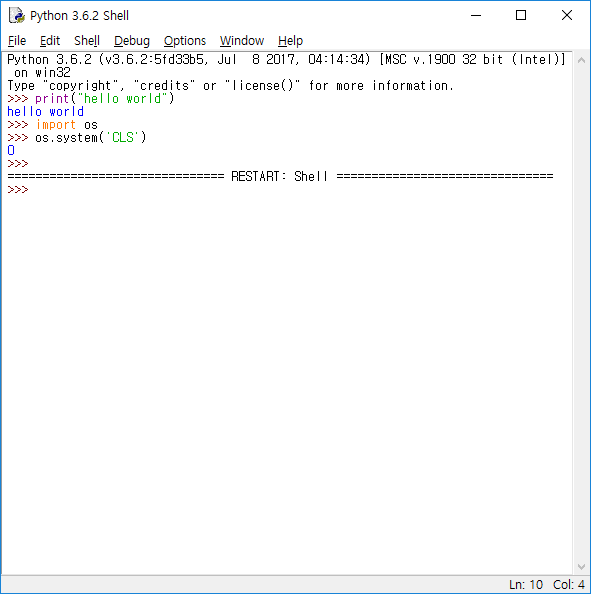 Python 3.6.2 Shell
File Edit Shell Debug Options Window Help
Python 3.6.2 (v3.6.2:5fd33b5, Jul  8 2017, 04:14:34) [MSC v.1900 32 bit (Intel)]
 on win32
Type "copyright", "credits" or "license()" for more information.
>>> print("hello world")
hello world
>>> import os
>>> os.system('CLS')
0
>>>
=============================== RESTART: Shell ===============================
>>>
Ln: 10 Col: 4